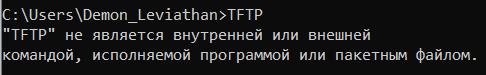 C:\Users\Demon_Leviathan>TFTP
"TFTP" не является внутренней или внешней
командой, исполняемой программой или пакетным файлом.